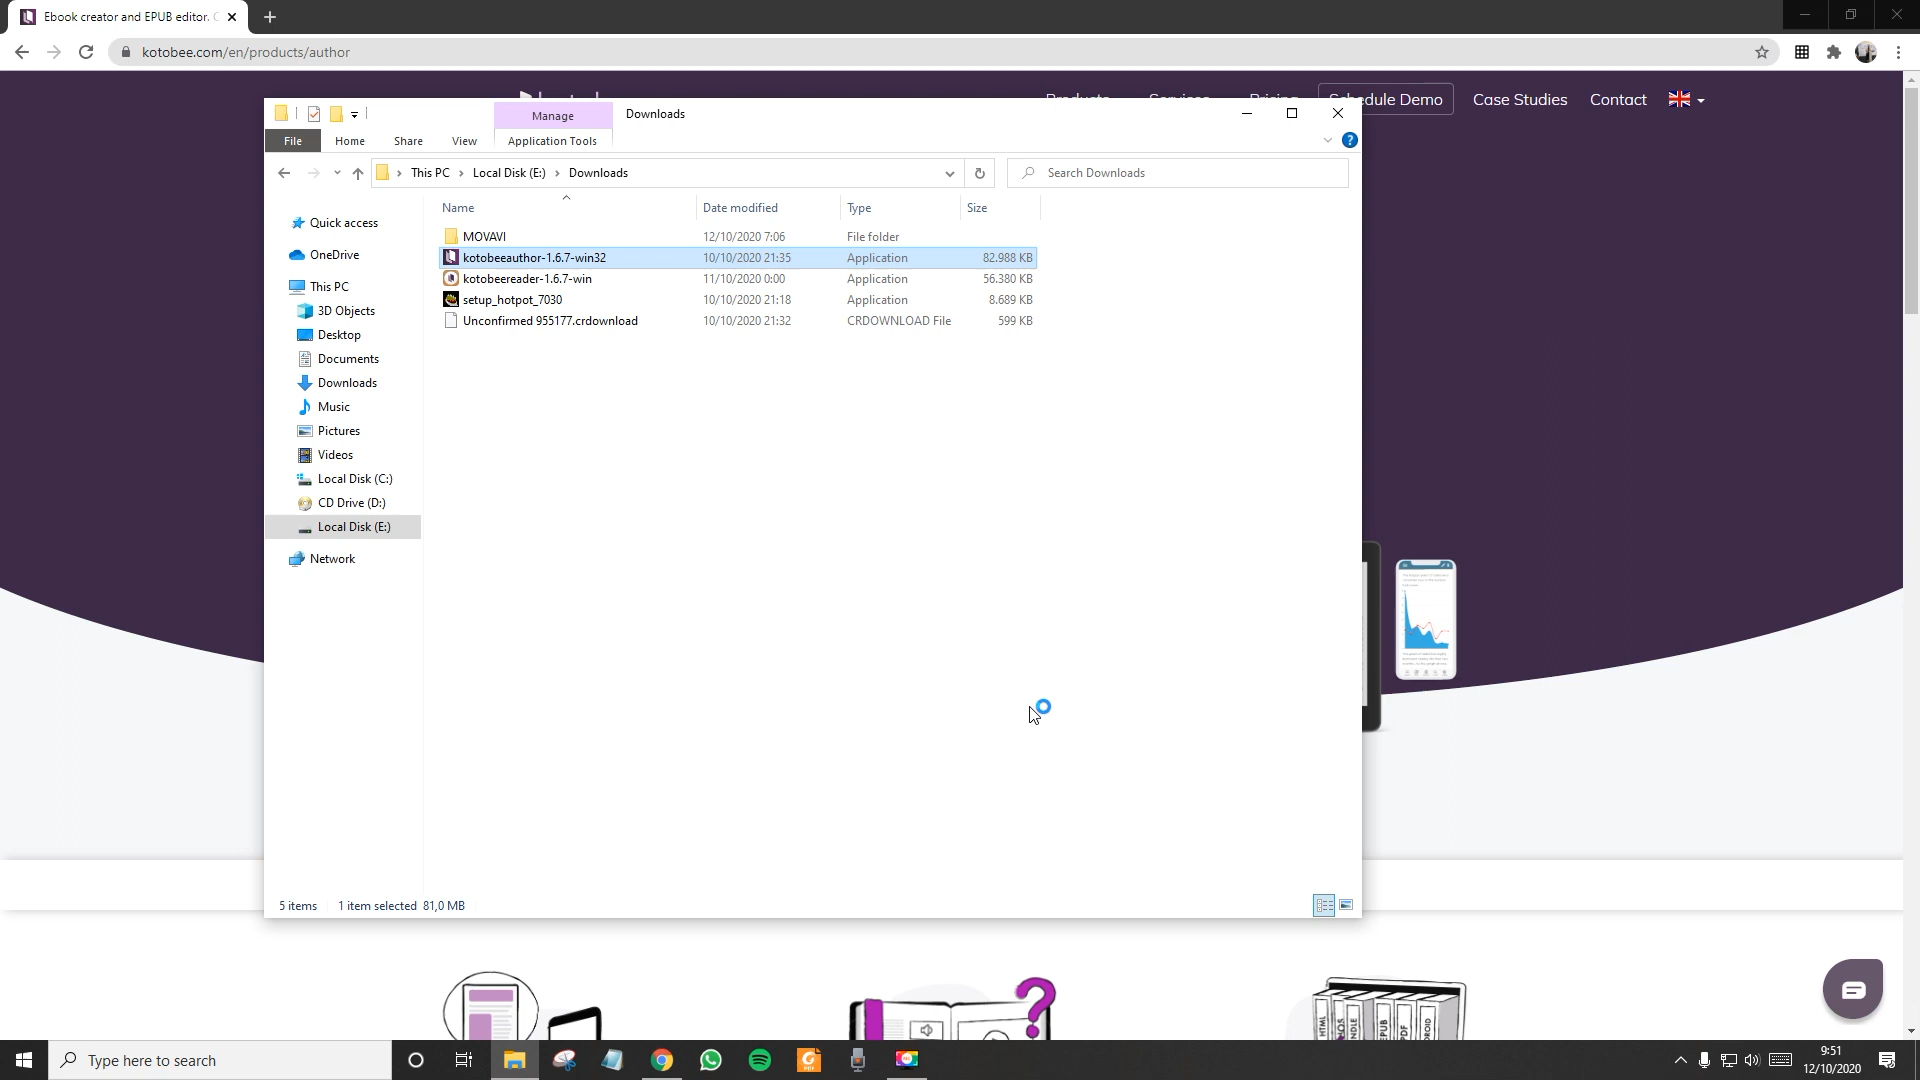 Ebook creator and EPUB editor.
kotobee.com/en/products/author
Schedule Demo
Case Studies
Contact
Manage
Downloads
File
Home
Share
View
Application Tools
This PC > Local Disk (E:) > Downloads
Search Downloads
Name
Date modified
Type
Size
MOVAVI 12/10/2020 7:06 File folder
kotobeeauthor-1.6.7-win32 10/10/2020 21:35 Application 82.988 KB
kotobeereader-1.6.7-win 11/10/2020 0:00 Application 56.380 KB
setup_hotpot_7030 10/10/2020 21:18 Application 8.689 KB
Unconfirmed 955177.crdownload 10/10/2020 21:32 CRDOWNLOAD File 599 KB
Quick access
OneDrive
This PC
3D Objects
Desktop
Documents
Downloads
Music
Pictures
Videos
Local Disk (C:)
CD Drive (D:)
Local Disk (E:)
Network
5 items
1 item selected 81,0 MB
HTML
KINDLE
EPUB
PDF
Type here to search
9:51
12/10/2020